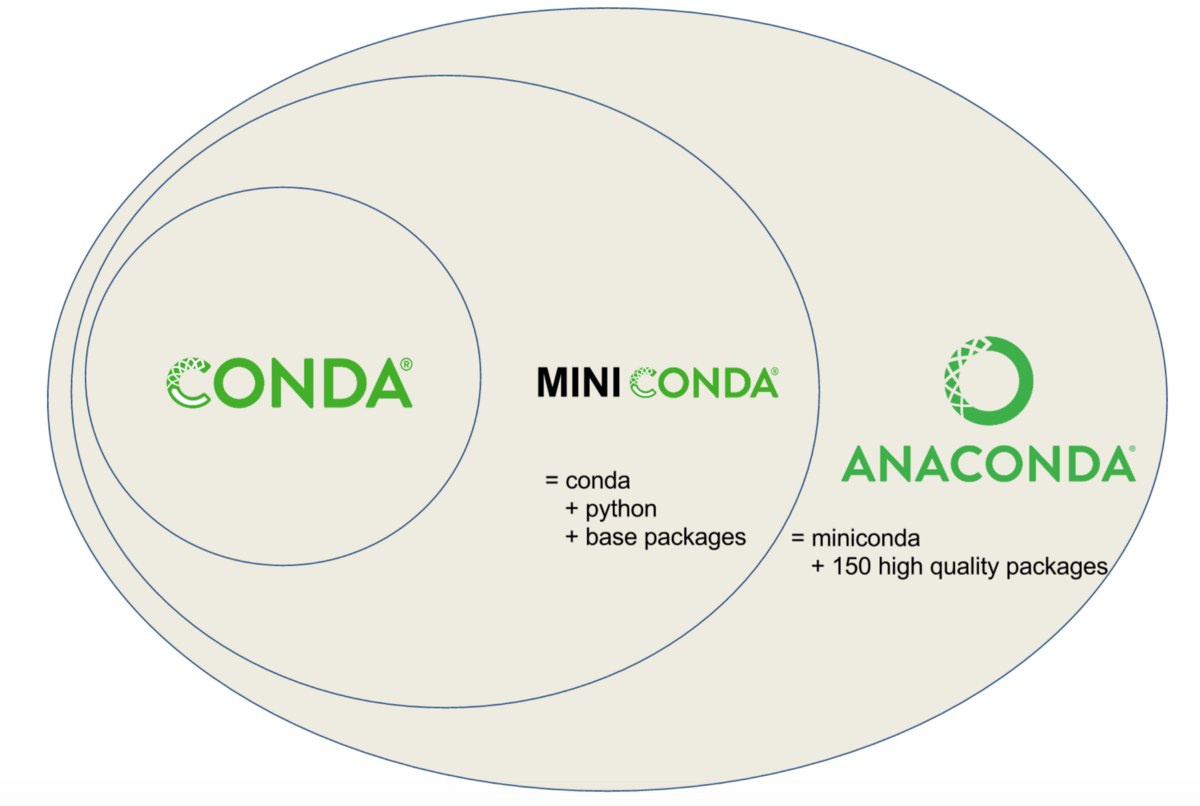 CONDA®
MINI CONDA®
= conda
+ python
+ base packages
ANACONDA®
= miniconda
+ 150 high quality packages